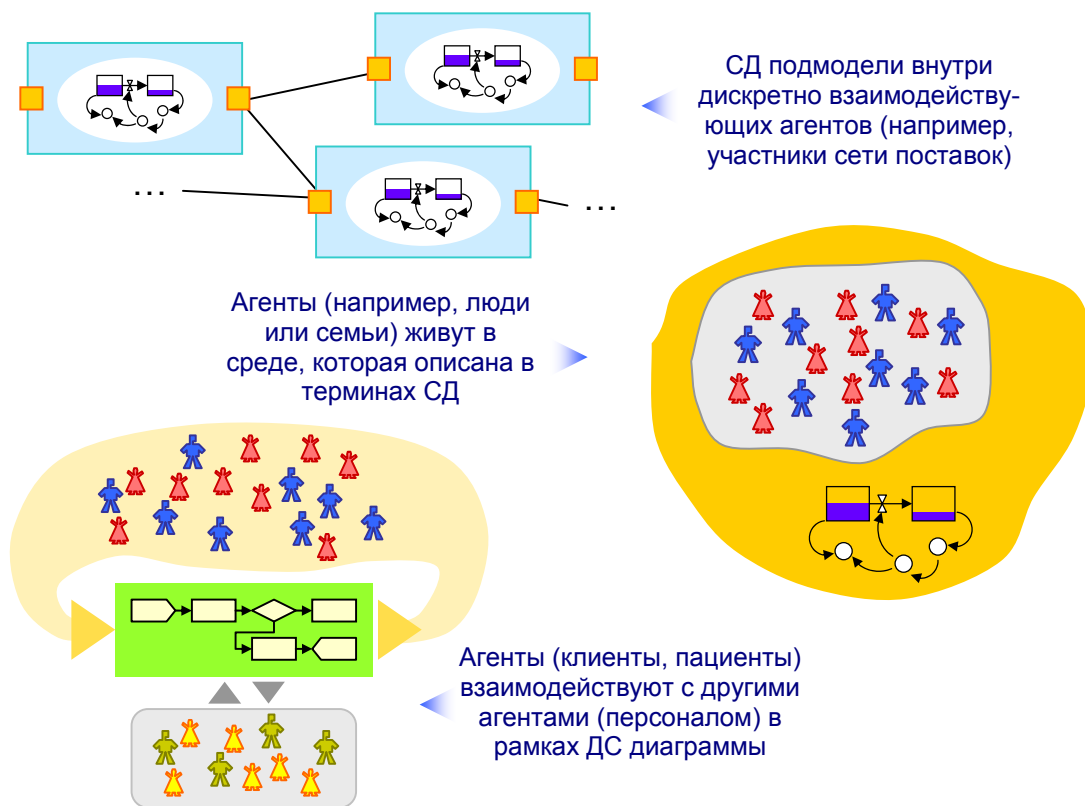 СД подмодели внутри
дискретно взаимодейству-
ющих агентов (например,
участники сети поставок)
...
...
Агенты (например, люди
или семьи) живут в
среде, которая описана в
терминах СД
Агенты (клиенты, пациенты)
взаимодействуют с другими
агентами (персоналом) в
рамках ДС диаграммы